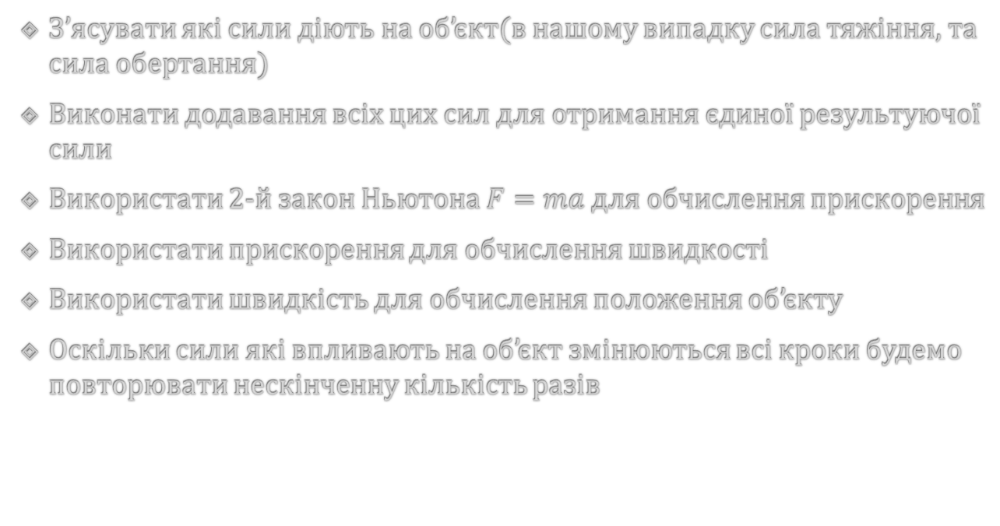 ❖ З’ясувати які сили діють на об’єкт(в нашому випадку сила тяжіння, та
сила обертання)
❖ Виконати додавання всіх цих сил для отримання єдиної результуючої
сили
❖ Використати 2-й закон Ньютона F = ma для обчислення прискорення
❖ Використати прискорення для обчислення швидкості
❖ Використати швидкість для обчислення положення об’єкту
❖ Оскільки сили які впливають на об’єкт змінюються всі кроки будемо
повторювати нескінченну кількість разів